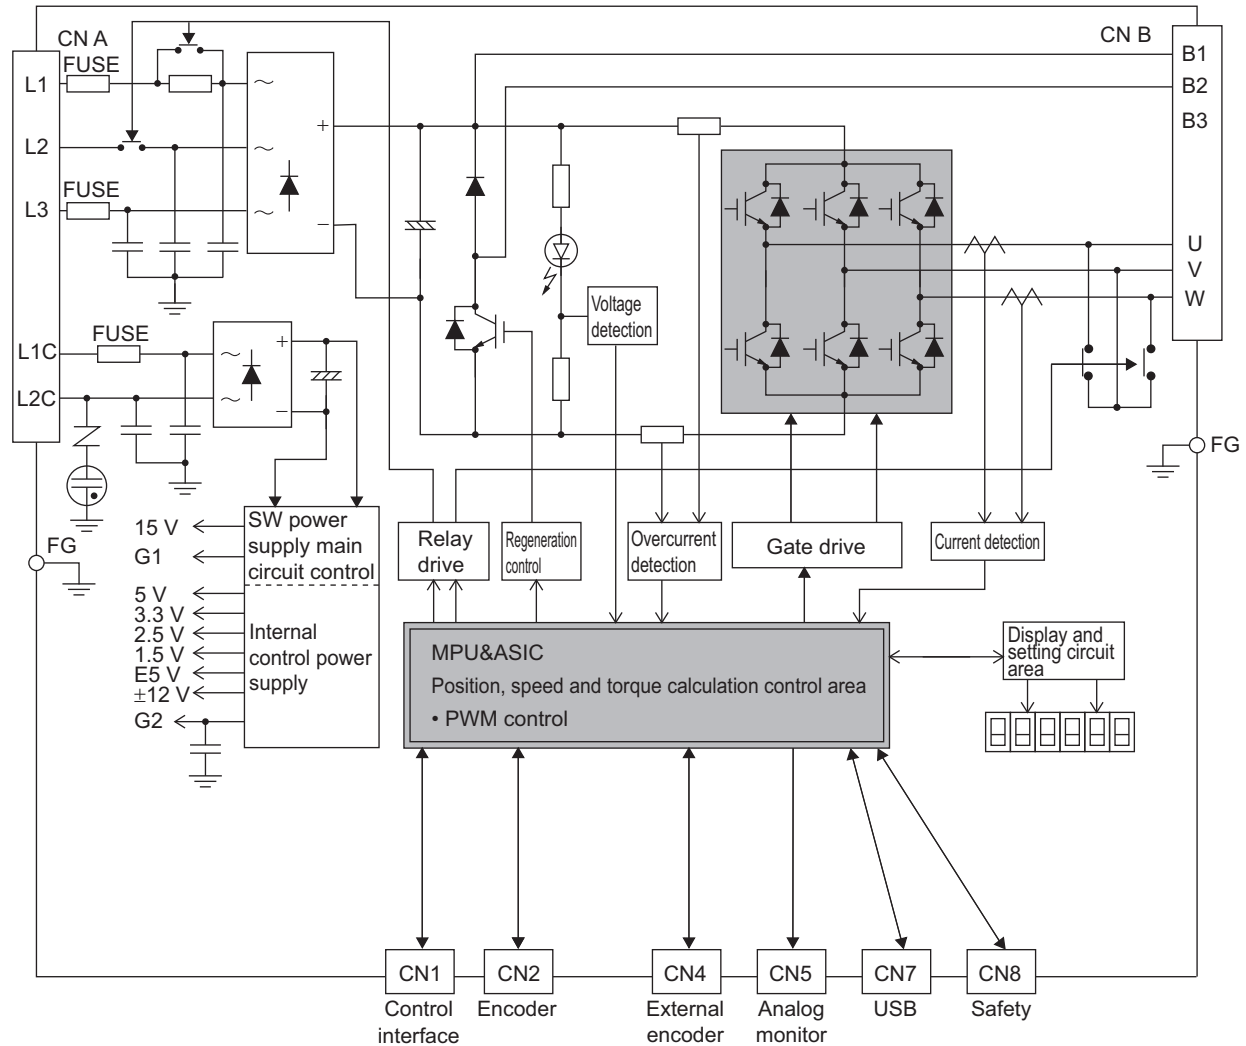 CN A
CN B
FUSE
L1
L2
FUSE
L3
B1
B2
B3
+
−
U
V
W
Voltage
detection
FUSE
L1C
L2C
+
−
FG
FG
15 V
G1
5 V
3.3 V
2.5 V
1.5 V
E5 V
±12 V
G2
SW power
supply main
circuit control
Internal
control power
supply
Relay
drive
Regeneration
control
Overcurrent
detection
Gate drive
Current detection
MPU&ASIC
Position, speed and torque calculation control area
• PWM control
Display and
setting circuit
area
CN1
Control
interface
CN2
Encoder
CN4
External
encoder
CN5
Analog
monitor
CN7
USB
CN8
Safety